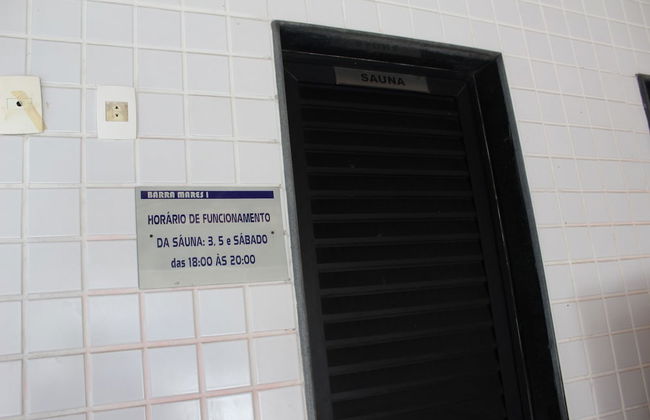 SAUNA
BARRA MARES I
HORÁRIO DE FUNCIONAMENTO
* DA SÁUNA: 3, 5 e SÁBADO *
das 18:00 ÀS 20:00